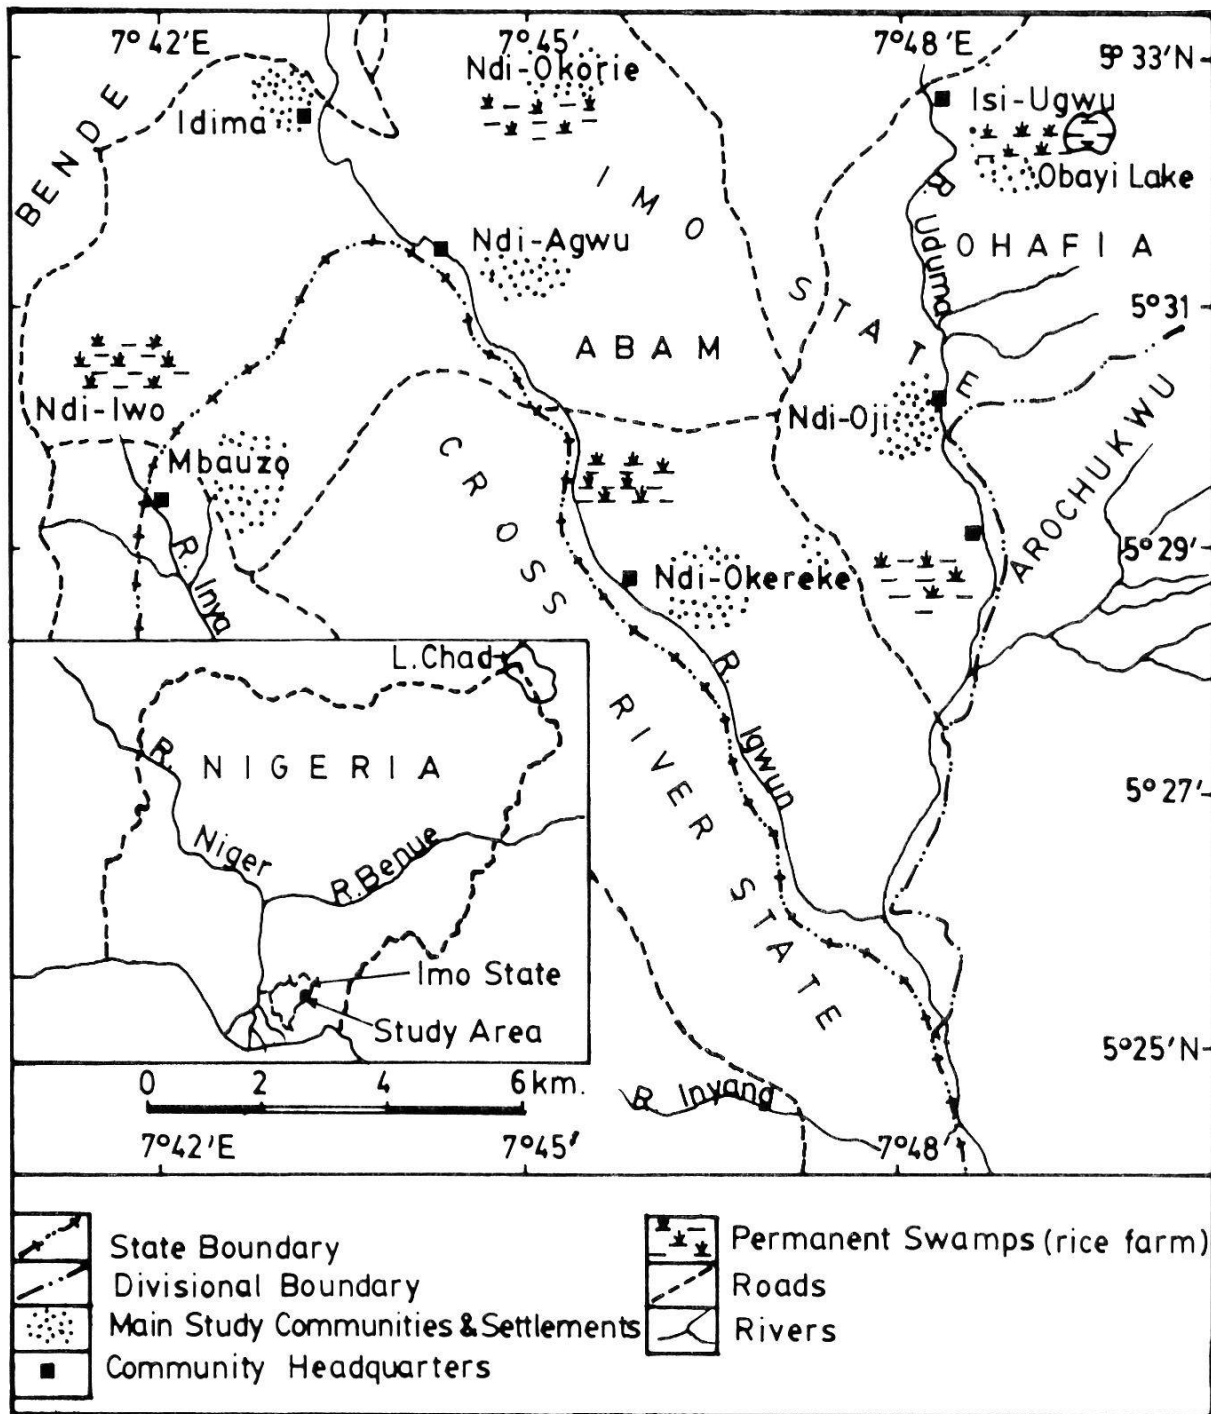 7°42'E
7°45'
7°48'E
5°33'N
BENDE
Idima
Ndi-Okorie
Isi-Ugwu
Obayi Lake
IMO STATE
R. Uduma
OHAFIA
Ndi-Agwu
5°31
ABAM
Ndi-Iwo
Mbauzo
Ndi-Oji
AROCHUKWU
CROSS RIVER STATE
R. Inya
Ndi-Okereke
5°29'
R. Igwun
5°27'
L.Chad
NIGERIA
R. Niger
R.Benue
Imo State
Study Area
5°25'N
0 2 4 6km.
R. Inyang
7°42'E
7°45'
7°48'
State Boundary
Divisional Boundary
Main Study Communities & Settlements
Community Headquarters
Permanent Swamps (rice farm)
Roads
Rivers